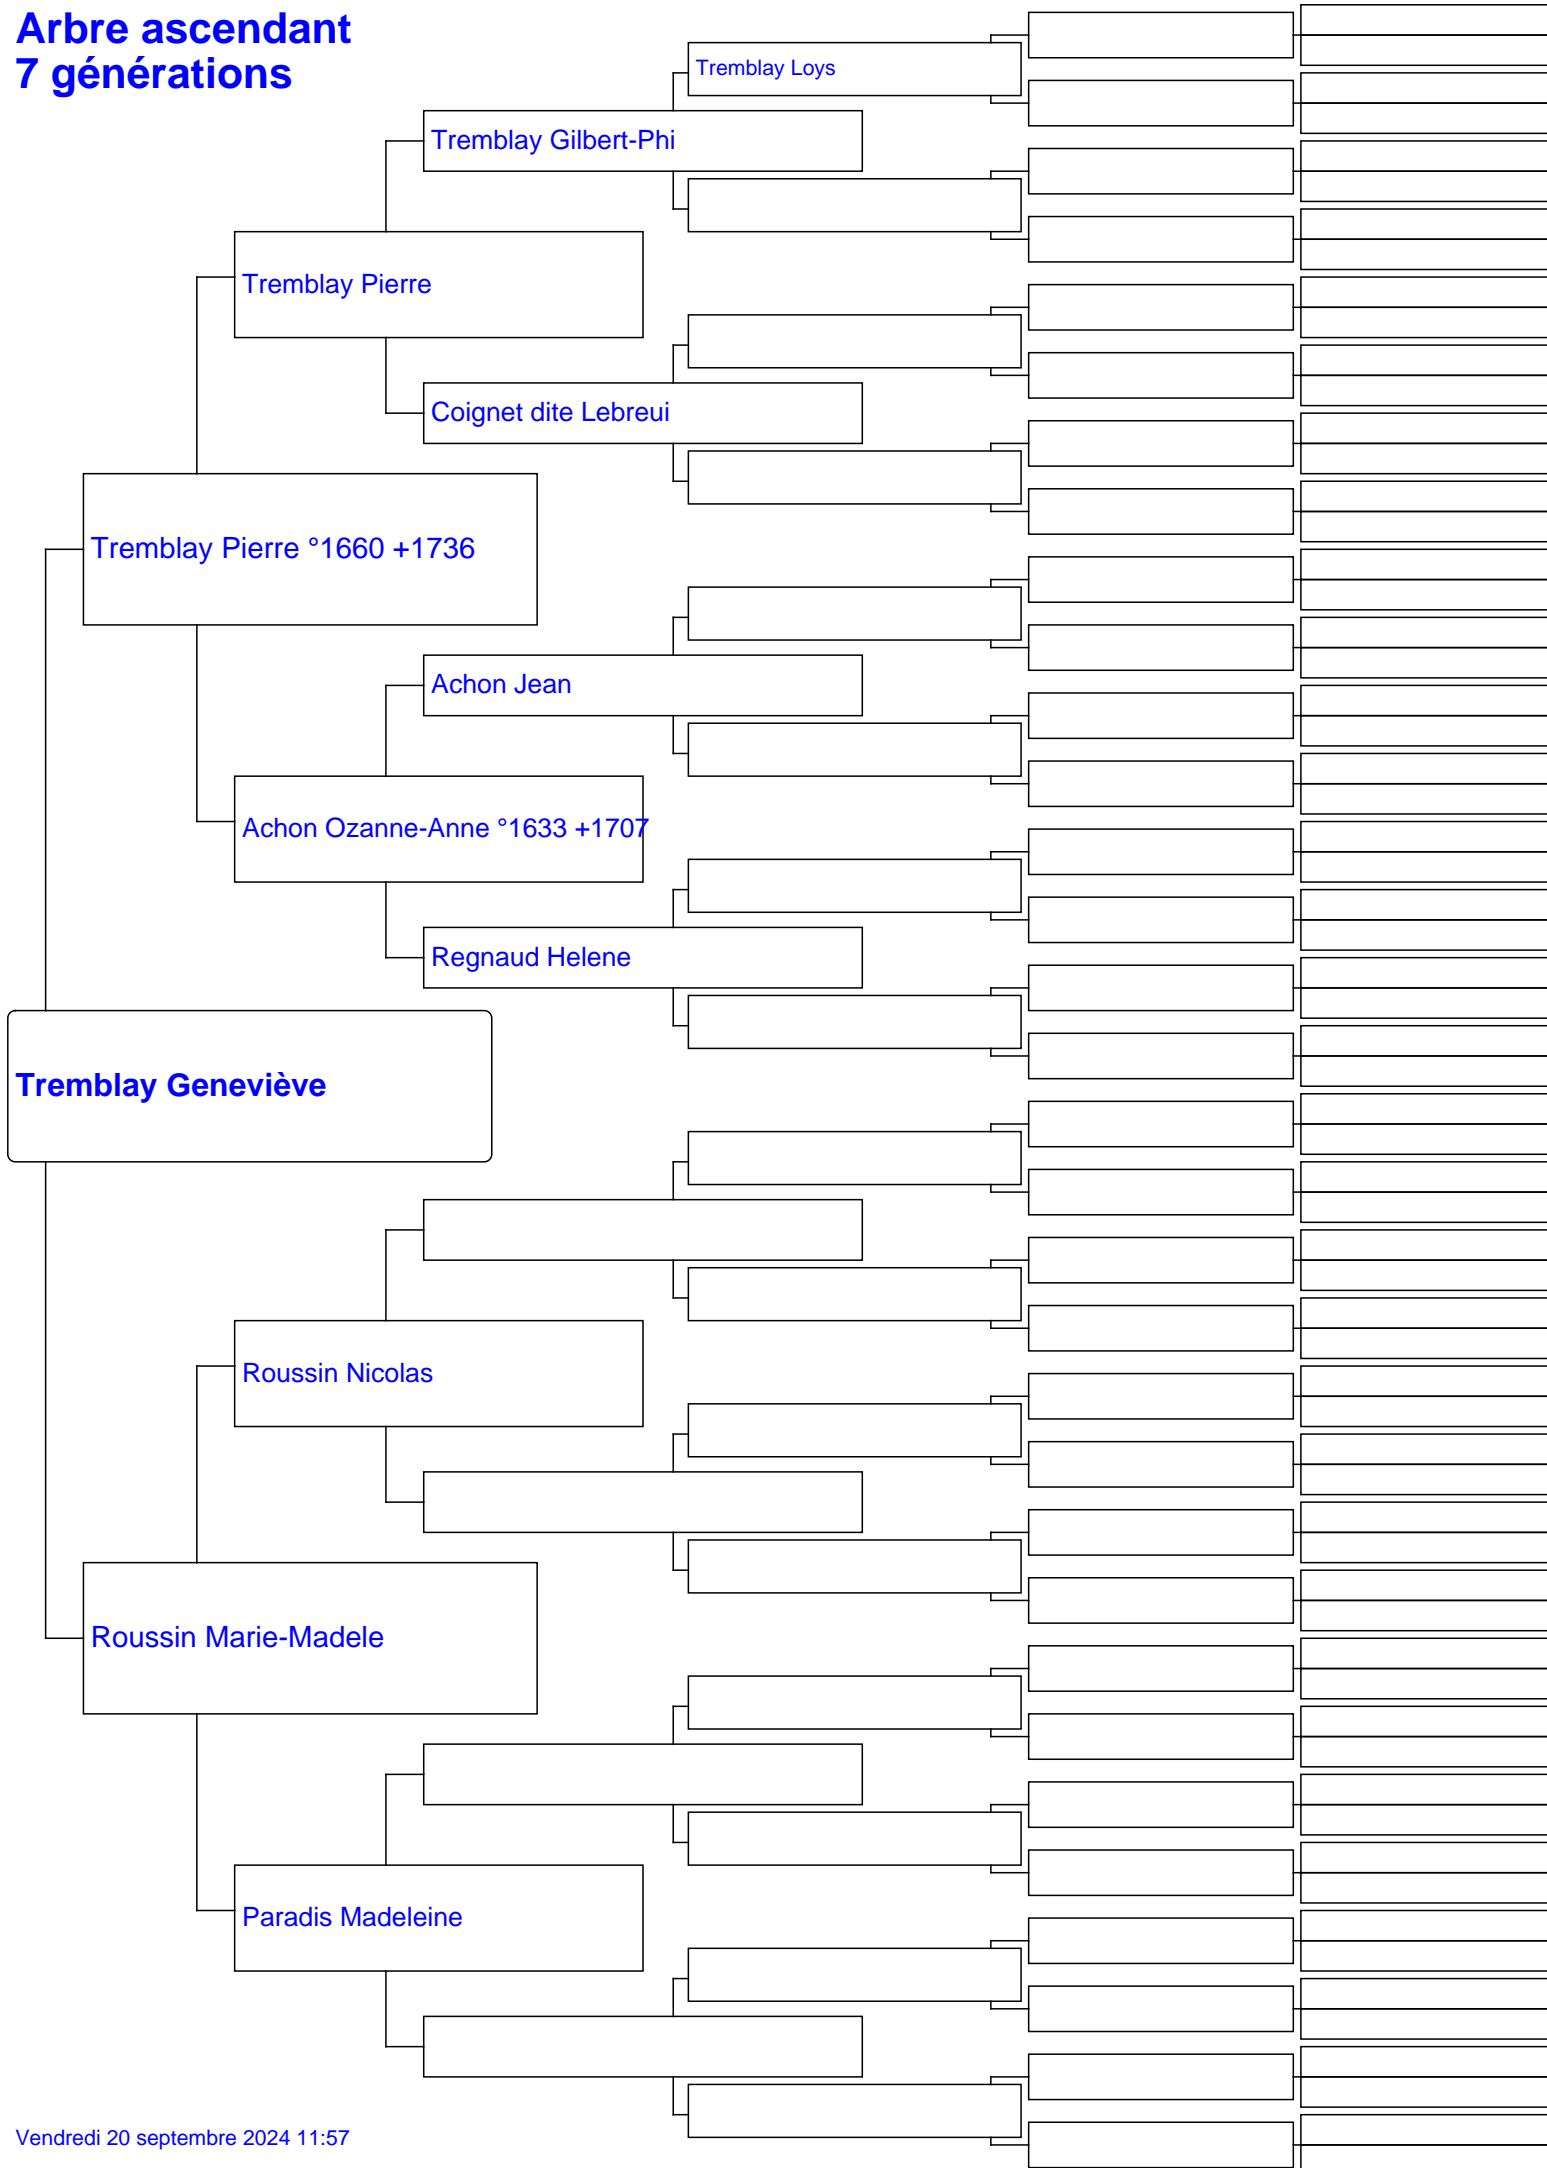 Arbre ascendant
7 générations
Tremblay Loys
Tremblay Gilbert-Phi
Tremblay Pierre
Coignet dite Lebreui
Tremblay Pierre °1660 +1736
Achon Jean
Achon Ozanne-Anne °1633 +1707
Regnaud Helene
Tremblay Geneviève
Roussin Nicolas
Roussin Marie-Madele
Paradis Madeleine
Vendredi 20 septembre 2024 11:57